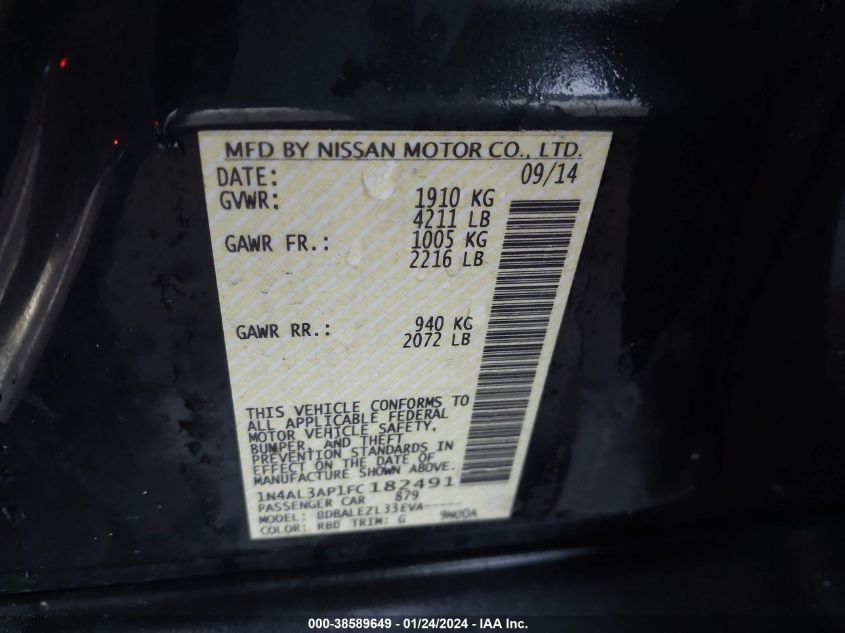 MFD BY NISSAN MOTOR CO., LTD.
DATE: 09/14
GVWR: 1910 KG
4211 LB
GAWR FR.: 1005 KG
2216 LB
GAWR RR.: 940 KG
2072 LB
THIS VEHICLE CONFORMS TO
ALL APPLICABLE FEDERAL
MOTOR VEHICLE SAFETY,
BUMPER, AND THEFT
PREVENTION STANDARDS IN
EFFECT ON THE DATE OF
MANUFACTURE SHOWN ABOVE.
1N4AL3AP1FC182491
PASSENGER CAR 879
MODEL: BDBALEZL33EVA-----
COLOR: RBD TRIM: G 9NU0A
000-38589649 - 01/24/2024 - IAA Inc.